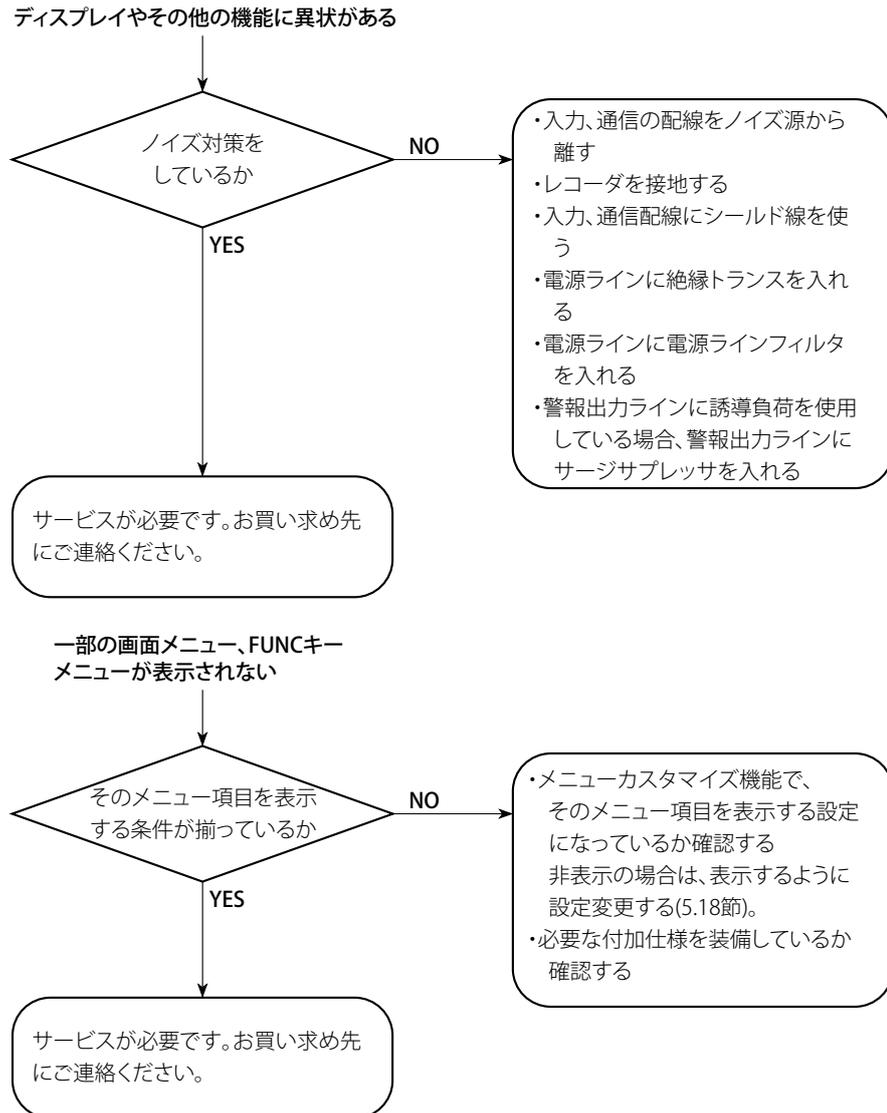 ディスプレイやその他の機能に異状がある
ノイズ対策を
しているか
NO
YES
・入力、通信の配線をノイズ源から
離す
・レコーダを接地する
・入力、通信配線にシールド線を使
う
・電源ラインに絶縁トランスを入れ
る
・電源ラインに電源ラインフィルタ
を入れる
・警報出力ラインに誘導負荷を使用
している場合、警報出力ラインに
サージサプレッサを入れる
サービスが必要です。お買い求め先
にご連絡ください。
一部の画面メニュー、FUNCキー
メニューが表示されない
そのメニュー項目を表示
する条件が揃っているか
NO
YES
・メニューカスタマイズ機能で、
そのメニュー項目を表示する設定
になっているか確認する
非表示の場合は、表示するように
設定変更する(5.18節)。
・必要な付加仕様を装備しているか
確認する
サービスが必要です。お買い求め先
にご連絡ください。